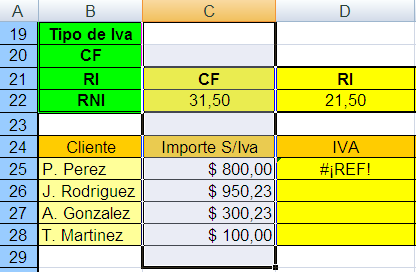 A B C D
19 Tipo de Iva
20 CF
21 RI CF RI
22 RNI 31,50 21,50
23
24 Cliente Importe S/Iva IVA
25 P. Perez $ 800,00 #¡REF!
26 J. Rodriguez $ 950,23
27 A. Gonzalez $ 300,23
28 T. Martinez $ 100,00
29